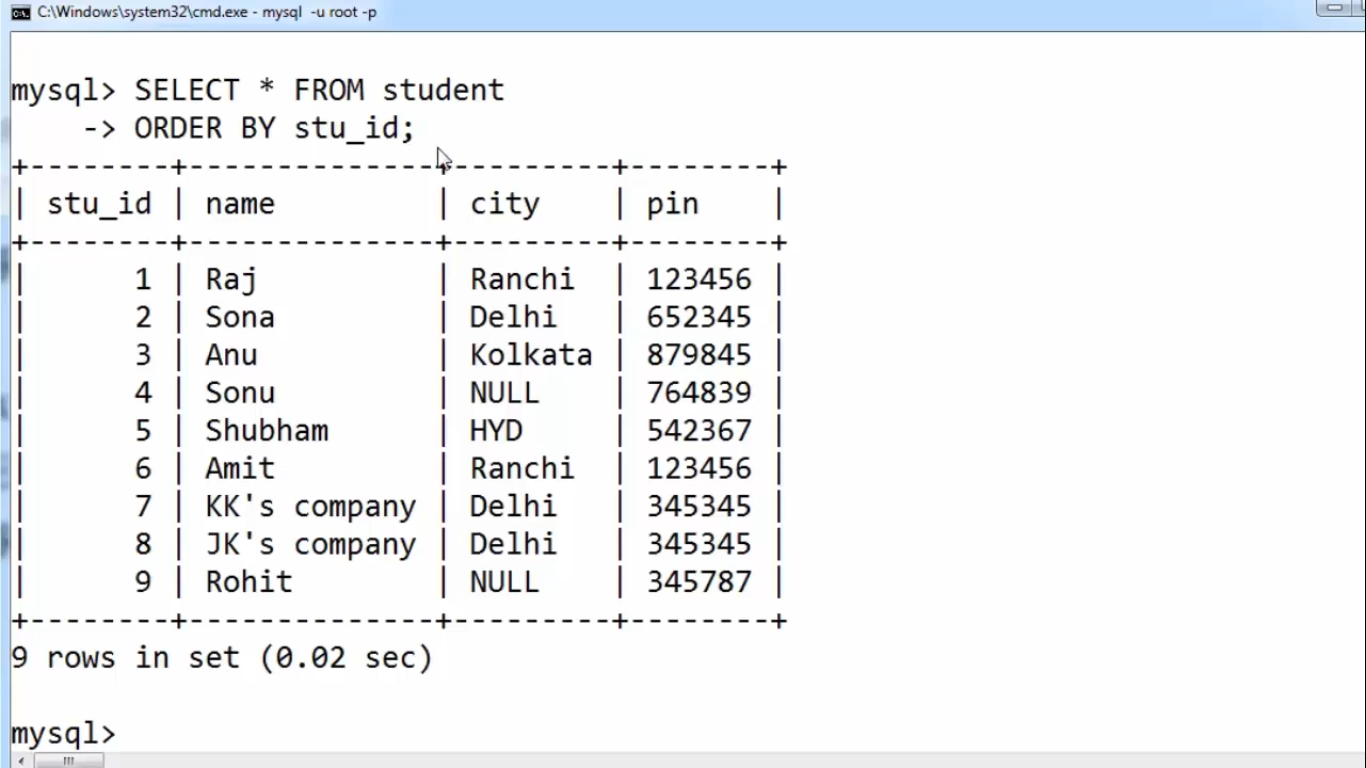 C:\Windows\system32\cmd.exe - mysql  -u root -p
mysql> SELECT * FROM student
    -> ORDER BY stu_id;
+--------+--------------+---------+--------+
| stu_id | name         | city    | pin    |
+--------+--------------+---------+--------+
|      1 | Raj          | Ranchi  | 123456 |
|      2 | Sona         | Delhi   | 652345 |
|      3 | Anu          | Kolkata | 879845 |
|      4 | Sonu         | NULL    | 764839 |
|      5 | Shubham      | HYD     | 542367 |
|      6 | Amit         | Ranchi  | 123456 |
|      7 | KK's company | Delhi   | 345345 |
|      8 | JK's company | Delhi   | 345345 |
|      9 | Rohit        | NULL    | 345787 |
+--------+--------------+---------+--------+
9 rows in set (0.02 sec)
mysql>